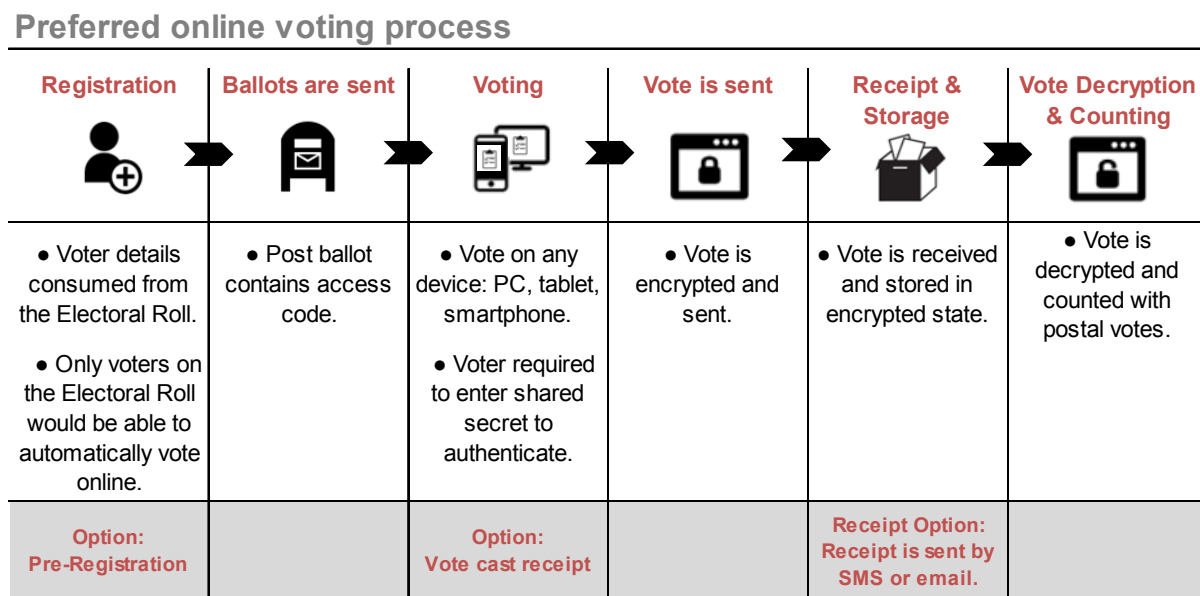 Preferred online voting process
Registration
Ballots are sent
Voting
Vote is sent
Receipt &
Storage
Vote Decryption
& Counting
● Voter details
consumed from
the Electoral Roll.
● Only voters on
the Electoral Roll
would be able to
automatically vote
online.
● Post ballot
contains access
code.
● Vote on any
device: PC, tablet,
smartphone.
● Voter required
to enter shared
secret to
authenticate.
● Vote is
encrypted and
sent.
● Vote is received
and stored in
encrypted state.
● Vote is
decrypted and
counted with
postal votes.
Option:
Pre-Registration
Option:
Vote cast receipt
Receipt Option:
Receipt is sent by
SMS or email.